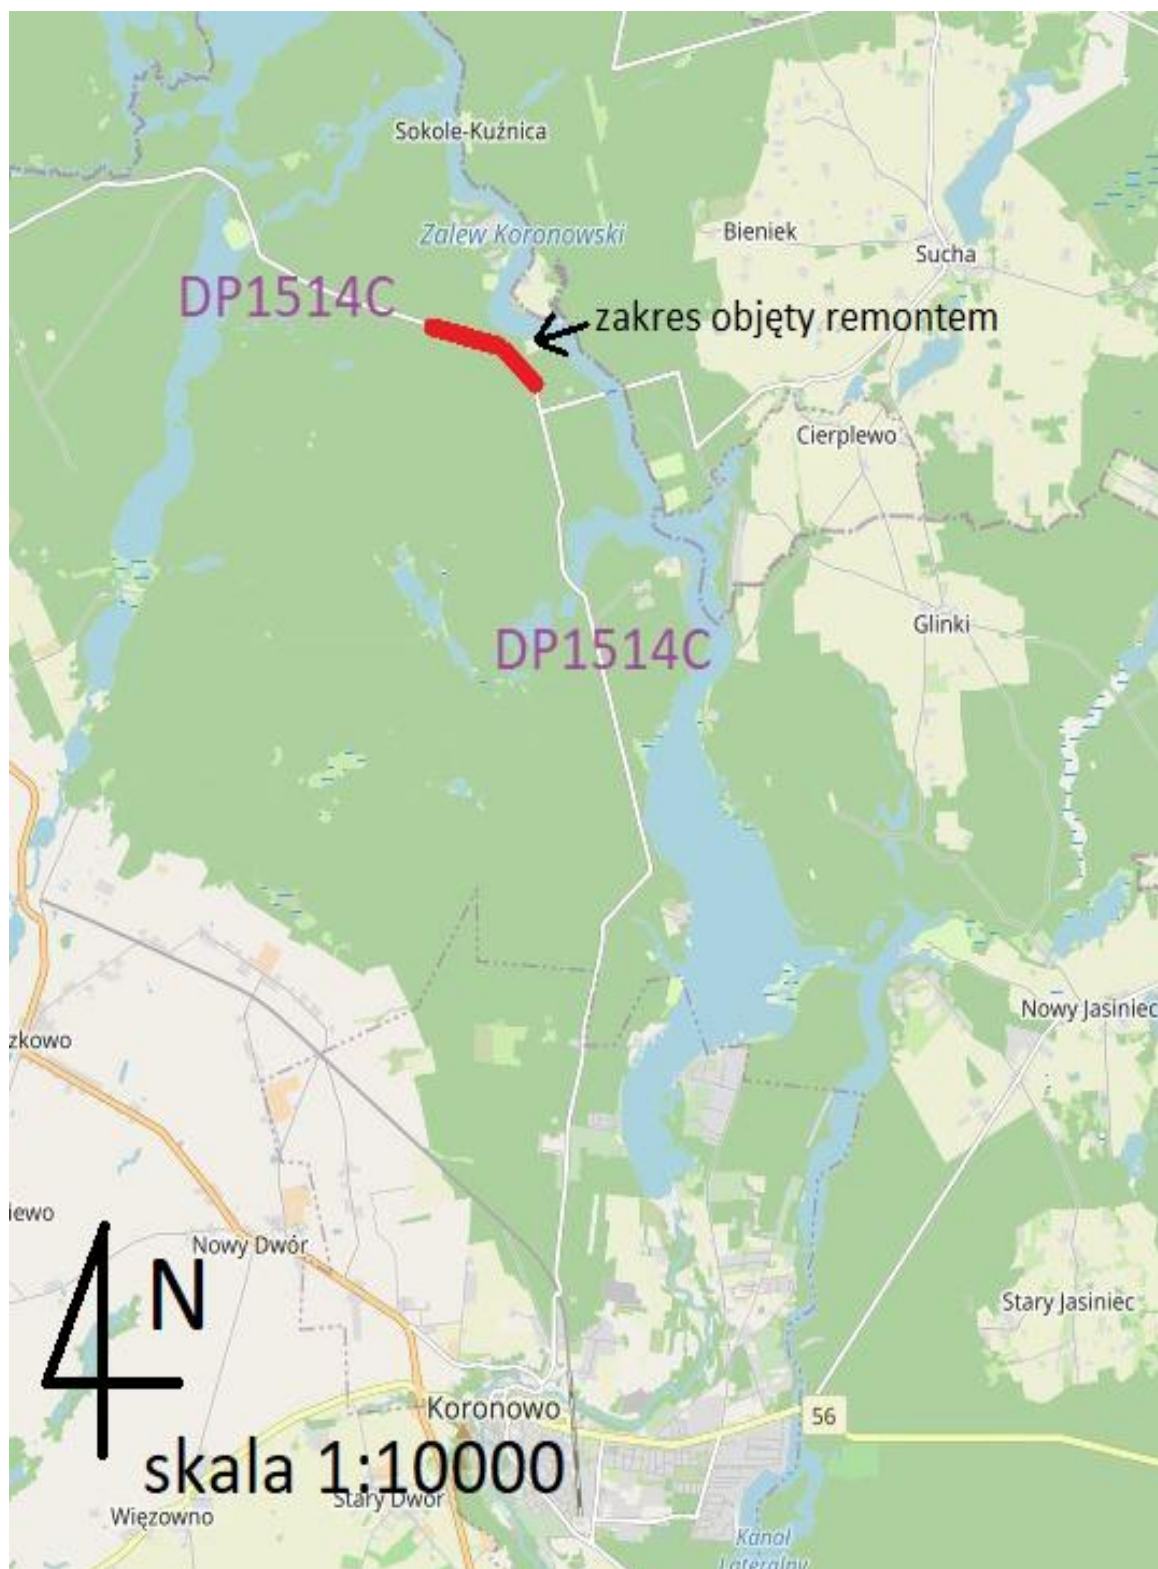 Sokole-Kuźnica
Zalew Koronowski
Bieniek
Sucha
DP1514C
zakres objęty remontem
Cierplewo
Glinki
DP1514C
Nowy Jasiniec
zkowo
iewo
Nowy Dwór
N
Stary Jasiniec
Koronowo
56
skala 1:10000
Stary Dwór
Więzowno
Kanał
Lateralny